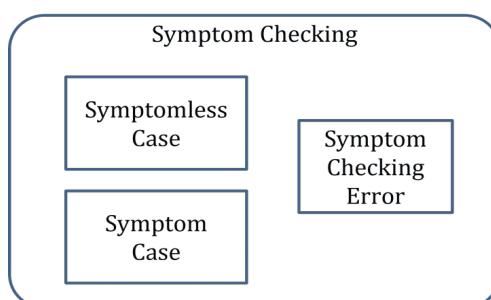 Symptom Checking
Symptomless
Case
Symptom
Case
Symptom
Checking
Error